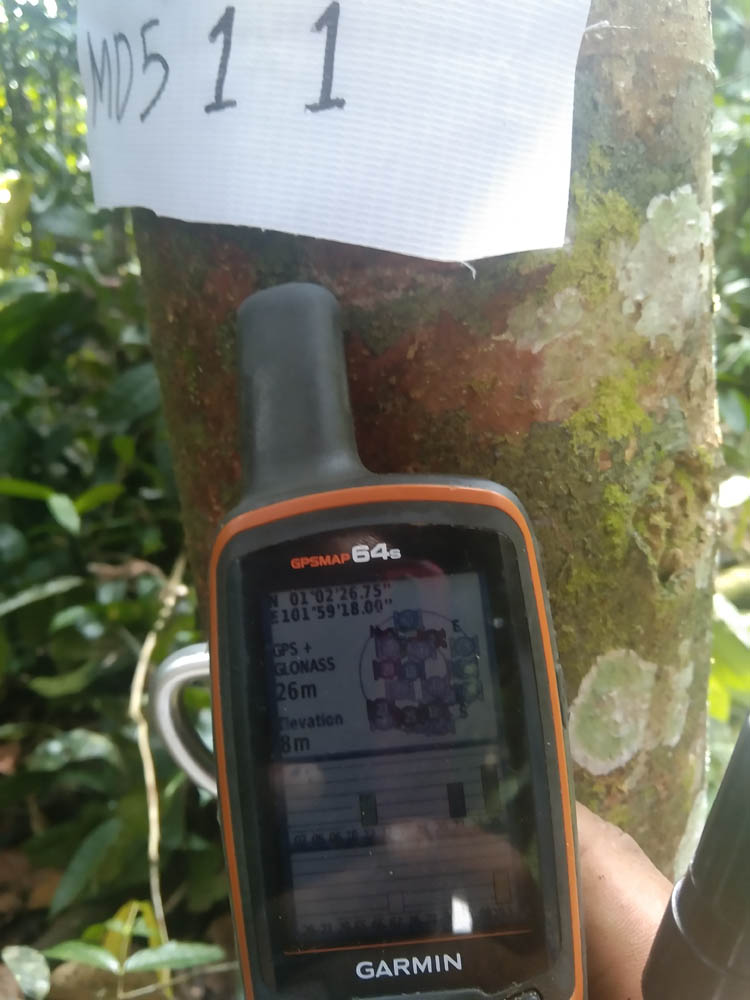 MD5 1 1
GPSMAP 64s
N 01°02'26.75"
E101°59'18.00"
N
E
GPS +
GLONASS
26m
S
Elevation
8m
GARMIN